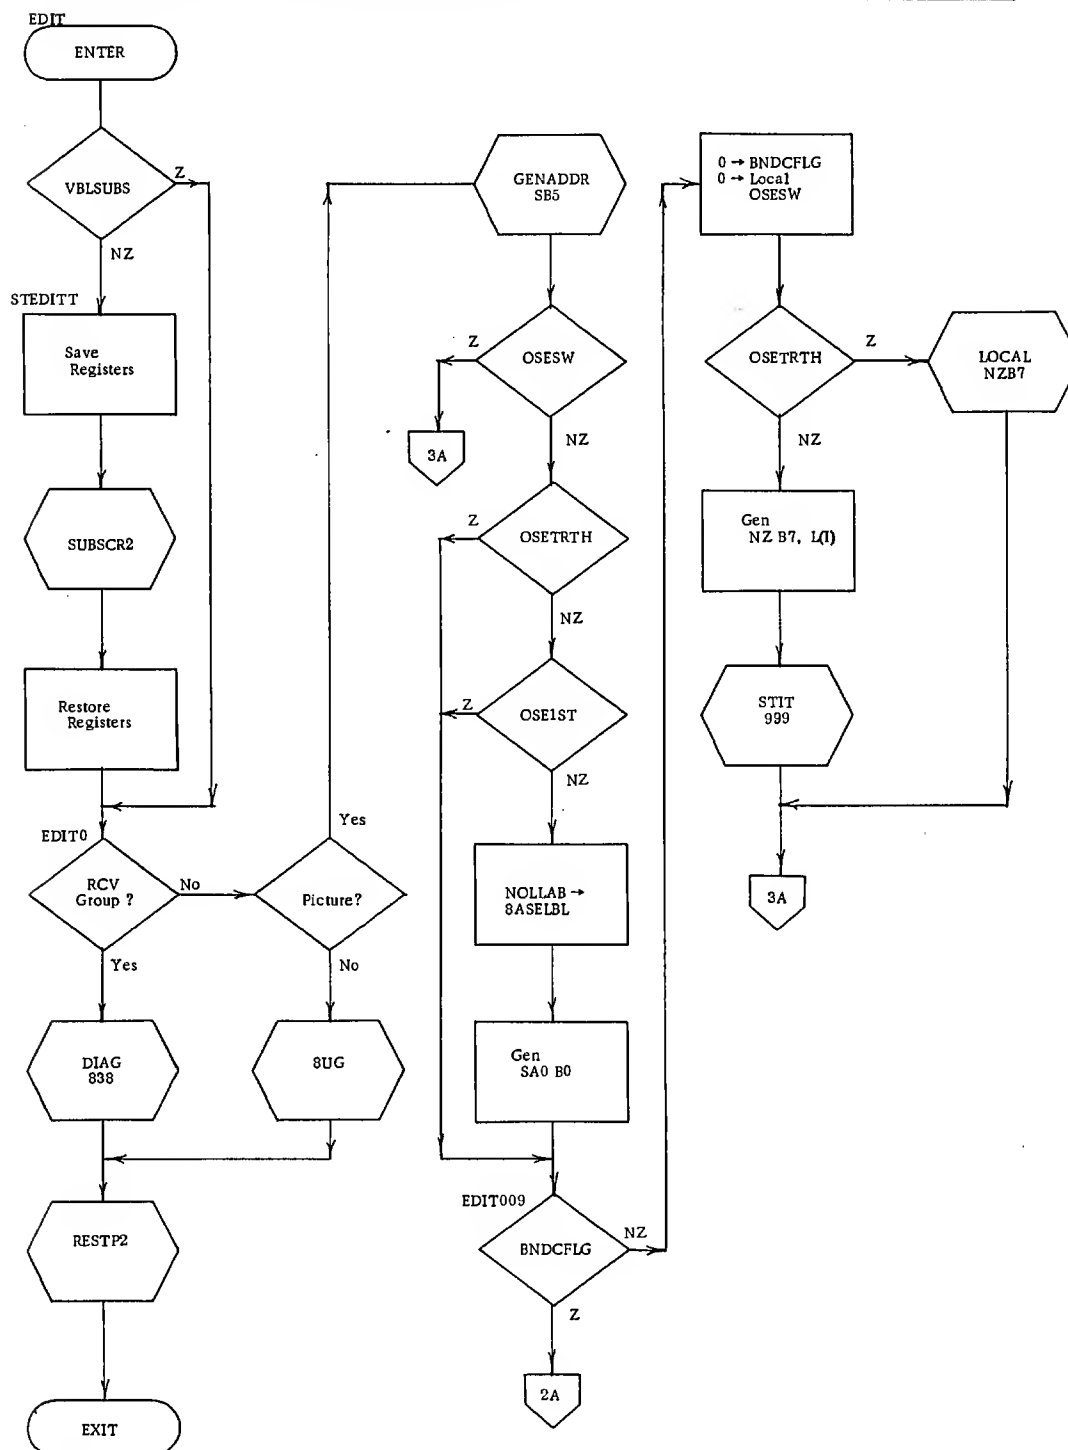 EDIT
ENTER
VBLSUBS
Z
NZ
STEDITT
Save
Registers
SUBSCR2
Restore
Registers
EDIT0
RCV
Group ?
No
Yes
DIAG
838
RESTP2
EXIT
Picture?
Yes
No
8UG
GENADDR
SB5
OSESW
Z
3A
NZ
OSETRTH
Z
NZ
OSE1ST
Z
NZ
NOLLAB →
8ASELBL
Gen
SA0 B0
EDIT009
BNDCFLG
NZ
Z
2A
0 → BNDCFLG
0 → Local
OSESW
OSETRTH
Z
LOCAL
NZB7
NZ
Gen
NZ B7, L(I)
STIT
999
3A